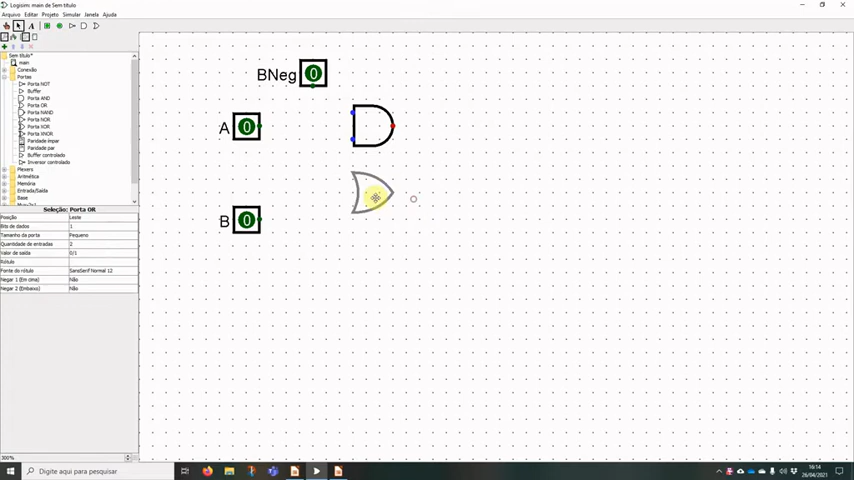 Logisim: main de Sem título
Arquivo Editar Projeto Simular Janela Ajuda
A
Sem título*
main
Conexão
Portas
Porta NOT
Buffer
Porta AND
Porta OR
Porta NAND
Porta NOR
Porta XOR
Porta XNOR
Paridade ímpar
Paridade par
Buffer controlado
Inversor controlado
Plexers
Aritmética
Memória
Entrada/Saída
Base
Seleção: Porta OR
Posição Leste
Bits de dados 1
Tamanho da porta Pequeno
Quantidade de entradas 2
Valor de saída 0/1
Rótulo
Fonte do rótulo SansSerif Normal 12
Negar 1 (Em cima) Não
Negar 2 (Embaixo) Não
300%
BNeg 0
A 0
B 0
Digite aqui para pesquisar
16:14
26/04/2021